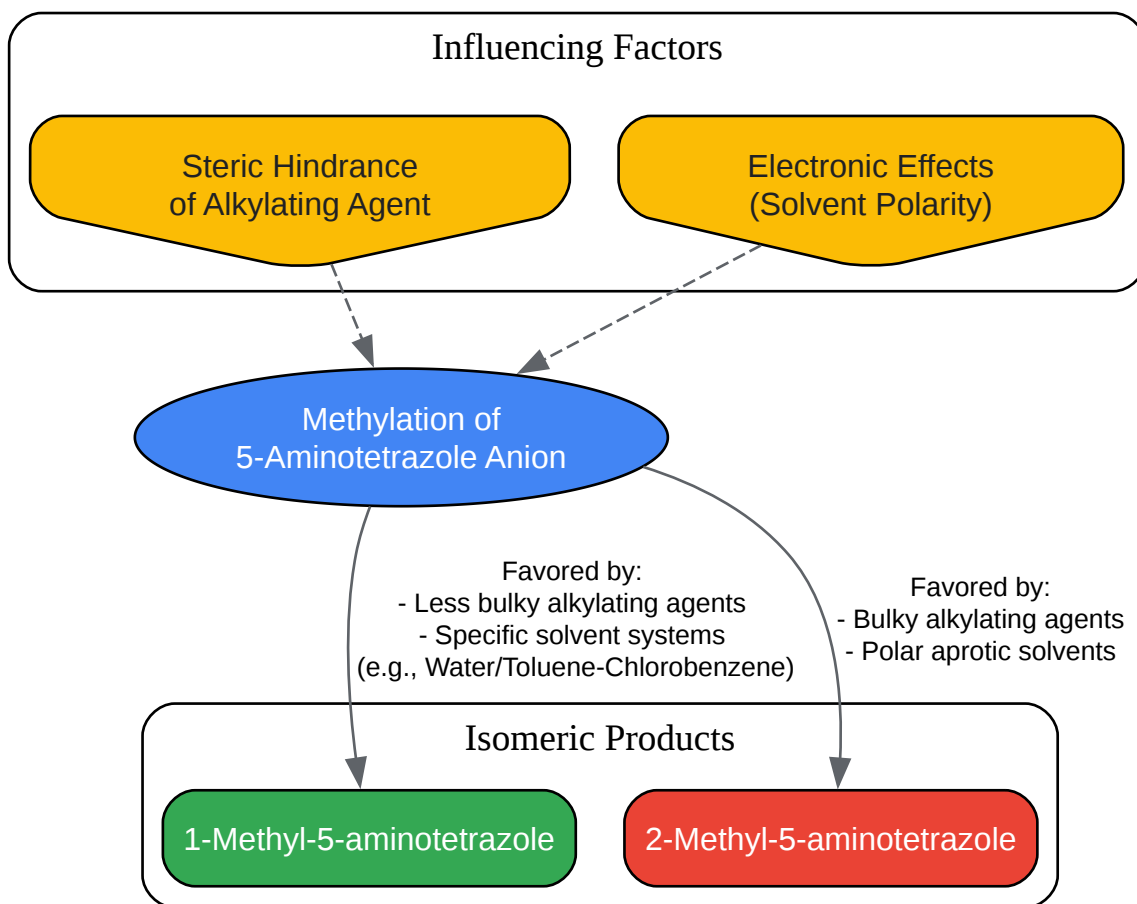 Influencing Factors
Steric Hindrance
of Alkylating Agent
Electronic Effects
(Solvent Polarity)
Methylation of
5-Aminotetrazole Anion
Favored by:
- Less bulky alkylating agents
- Specific solvent systems
(e.g., Water/Toluene-Chlorobenzene)
Favored by:
- Bulky alkylating agents
- Polar aprotic solvents
Isomeric Products
1-Methyl-5-aminotetrazole
2-Methyl-5-aminotetrazole